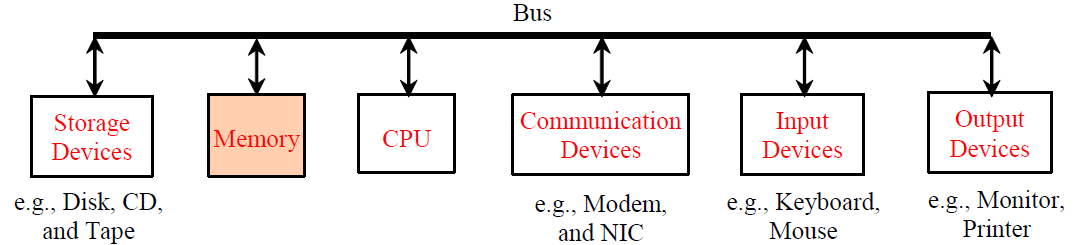 Bus
Storage
Devices
Memory
CPU
Communication
Devices
Input
Devices
Output
Devices
e.g., Disk, CD,
and Tape
e.g., Modem,
and NIC
e.g., Keyboard,
Mouse
e.g., Monitor,
Printer